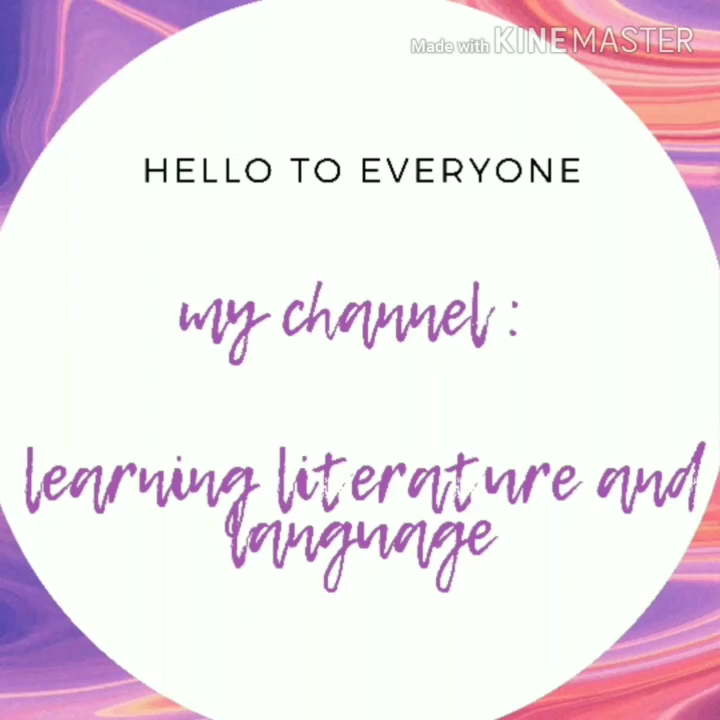 Made with KINEMASTER
HELLO TO EVERYONE
my channel :
learning literature and
language